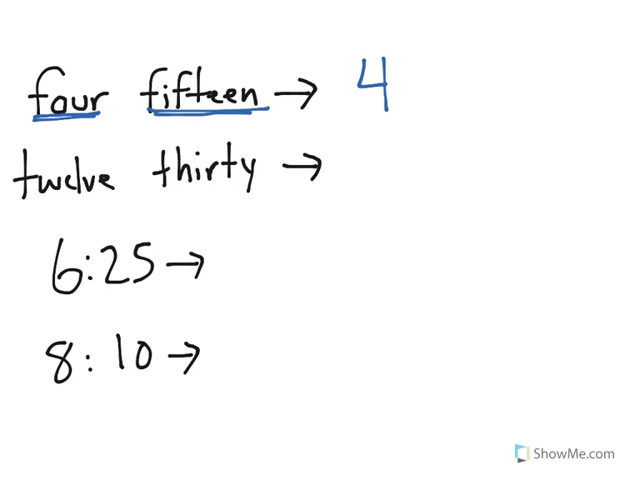 four fifteen → 4
twelve thirty →
6:25 →
8:10 →
ShowMe.com